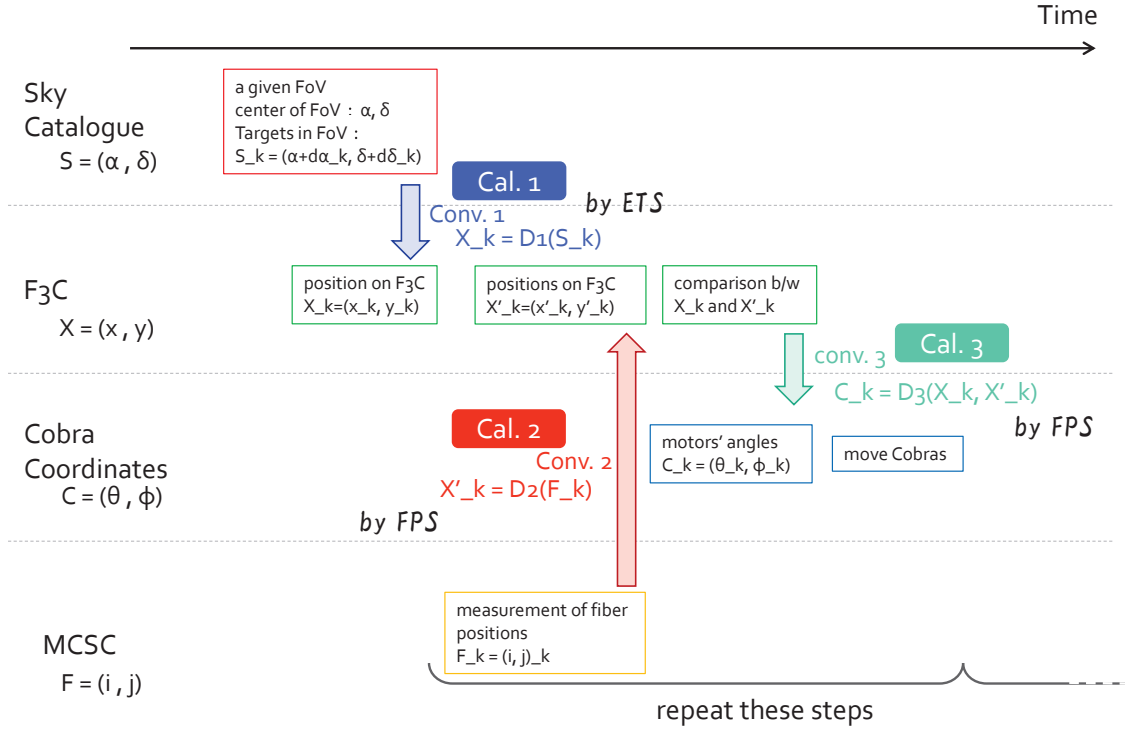 Time
Sky
Catalogue
S = (α , δ)
a given FoV
center of FoV : α, δ
Targets in FoV :
S_k = (α+dα_k, δ+dδ_k)
Cal. 1
by ETS
Conv. 1
X_k = D1(S_k)
F3C
X = (x , y)
position on F3C
X_k=(x_k, y_k)
positions on F3C
X’_k=(x’_k, y’_k)
comparison b/w
X_k and X’_k
conv. 3
Cal. 3
C_k = D3(X_k, X’_k)
by FPS
Cobra
Coordinates
C = (θ , ϕ)
Cal. 2
Conv. 2
X’_k = D2(F_k)
by FPS
motors’ angles
C_k = (θ_k, ϕ_k)
move Cobras
MCSC
F = (i , j)
measurement of fiber
positions
F_k = (i, j)_k
repeat these steps